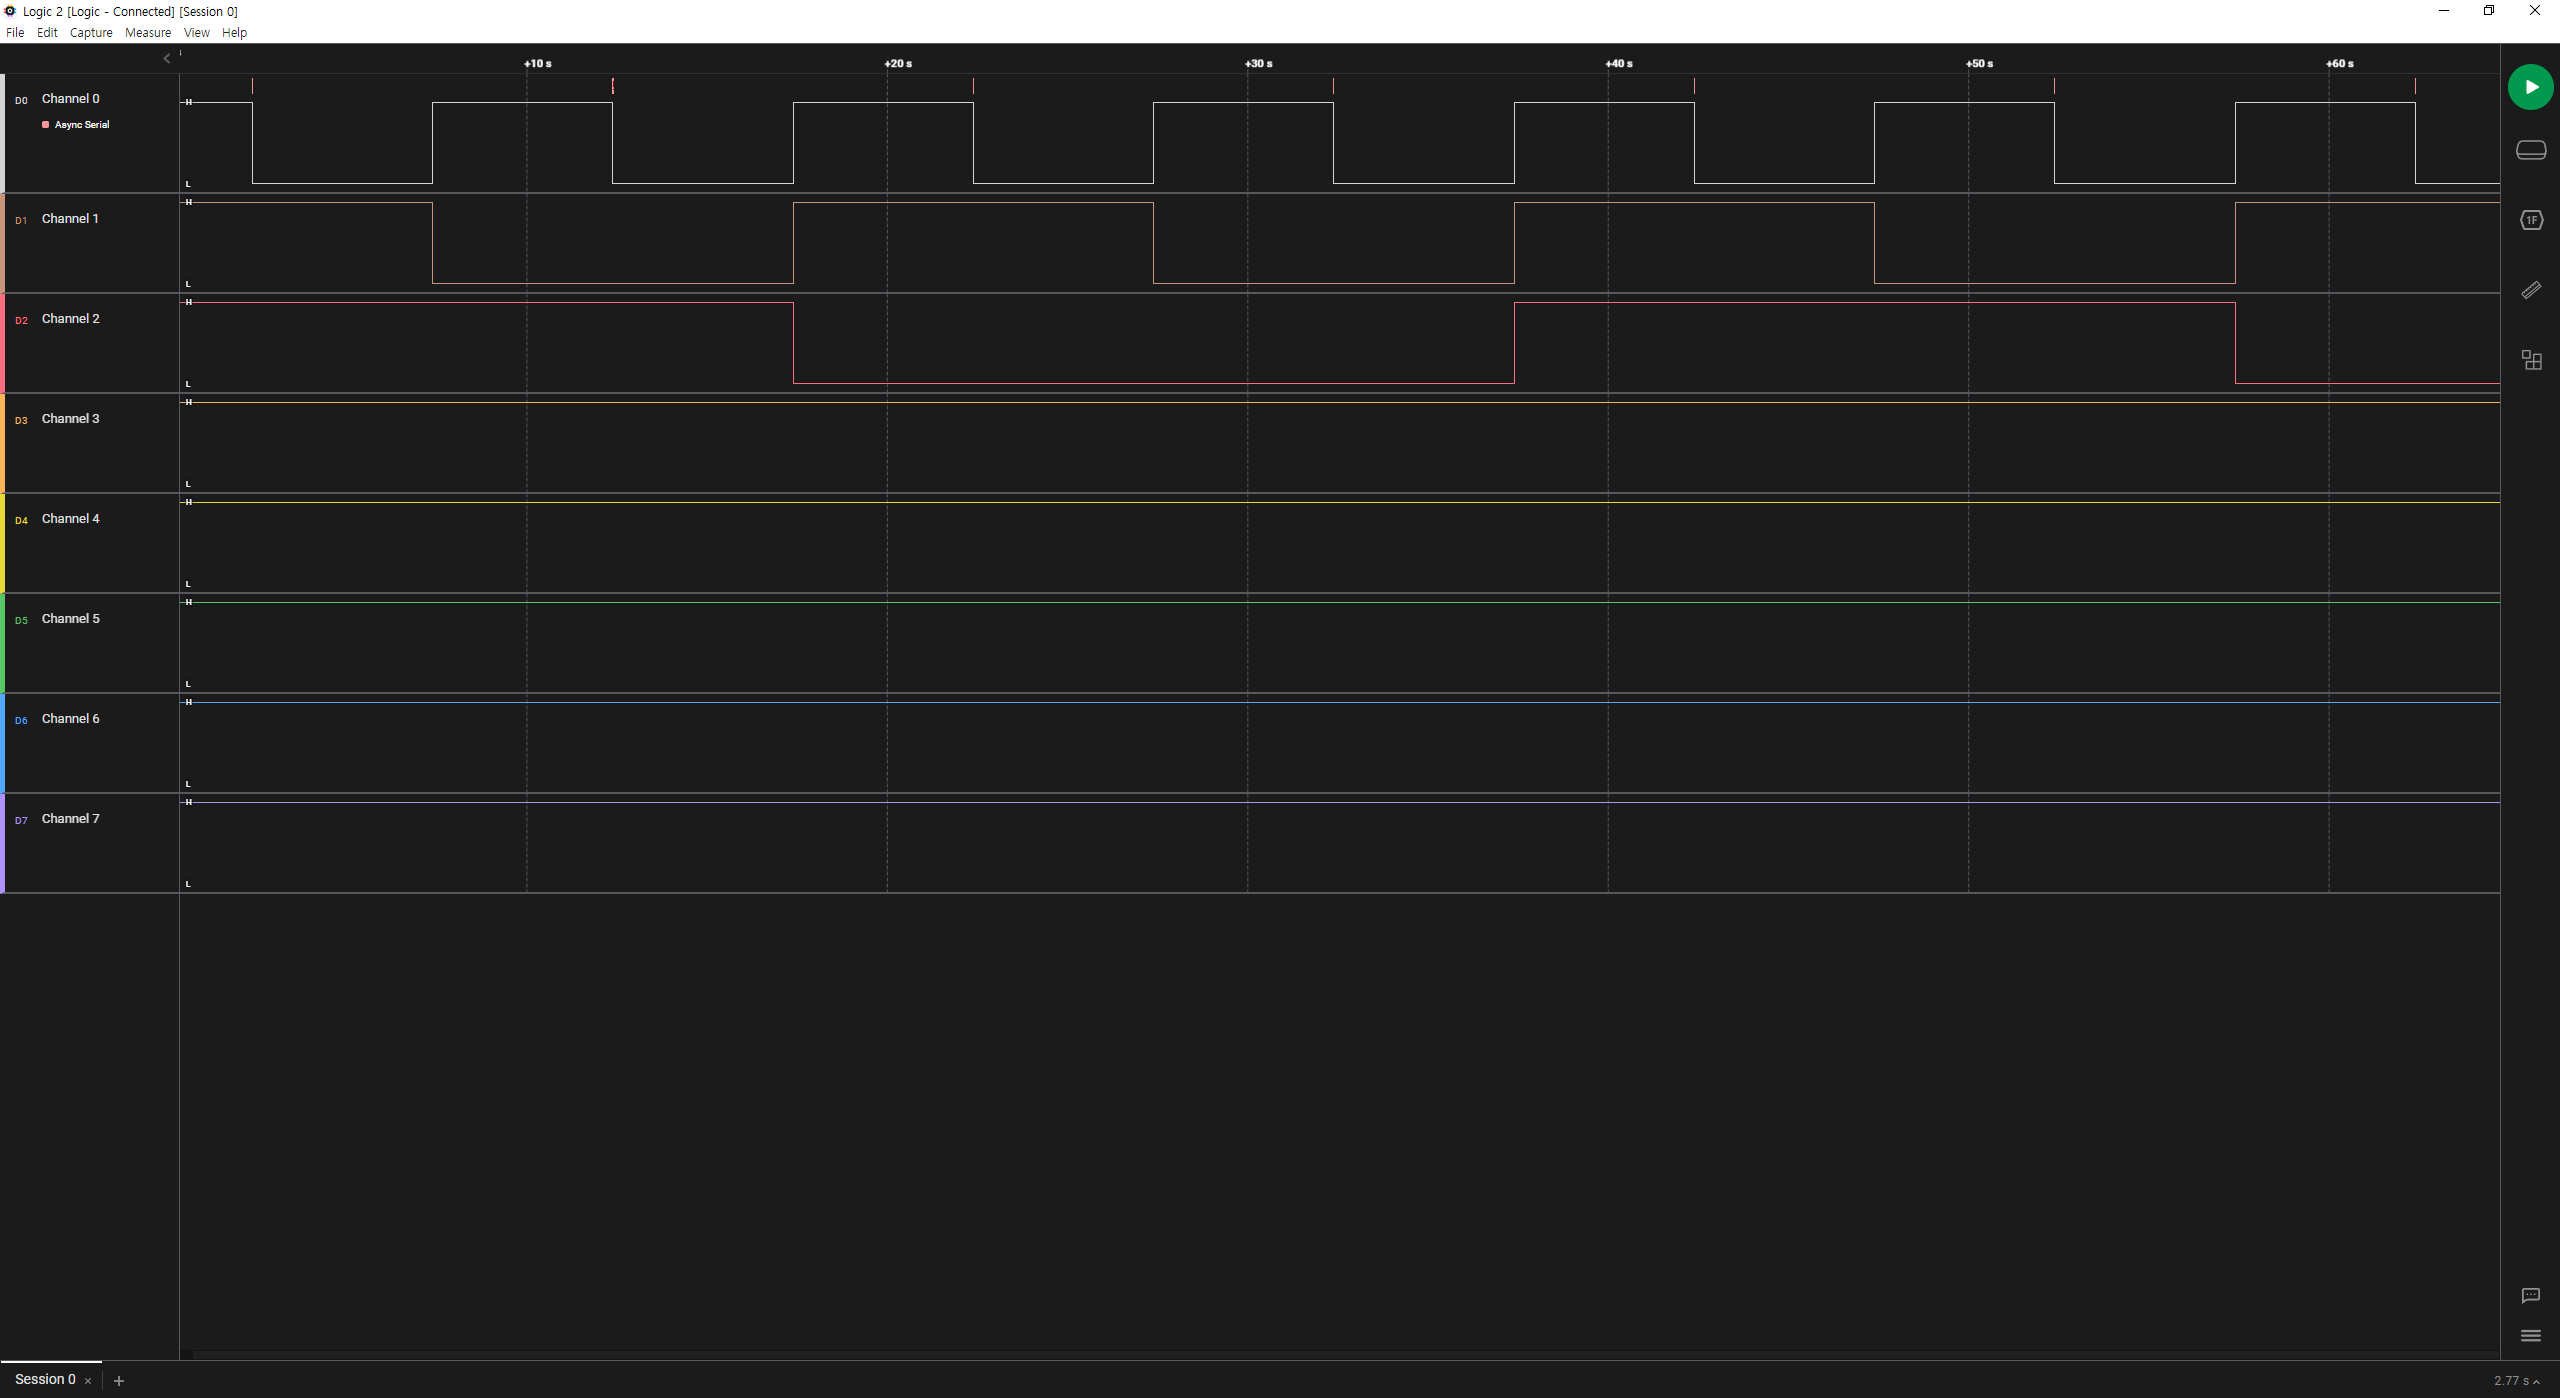 Logic 2 [Logic - Connected] [Session 0]
File Edit Capture Measure View Help
+10 s +20 s +30 s +40 s +50 s +60 s
D0 Channel 0
Async Serial
H
L
D1 Channel 1
H
L
D2 Channel 2
H
L
D3 Channel 3
H
L
D4 Channel 4
H
L
D5 Channel 5
H
L
D6 Channel 6
H
L
D7 Channel 7
H
L
1F
Session 0 × +
2.77 s